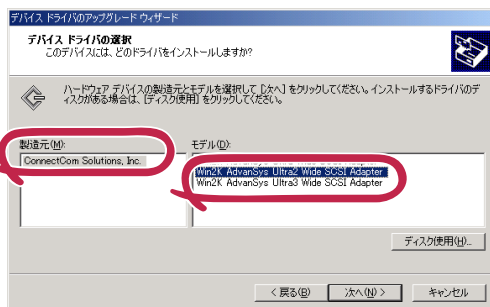 デバイス ドライバのアップグレード ウィザード
デバイス ドライバの選択
このデバイスには、どのドライバをインストールしますか?
ハードウェア デバイスの製造元とモデルを選択して [次へ] をクリックしてください。インストールするドライバのデ
ィスクがある場合は、[ディスク使用] をクリックしてください。
製造元(M):
モデル(D):
ConnectCom Solutions, Inc.
Win2K AdvanSys Ultra2 Wide SCSI Adapter
Win2K AdvanSys Ultra3 Wide SCSI Adapter
ディスク使用(H)...
< 戻る(B)
次へ(N) >
キャンセル